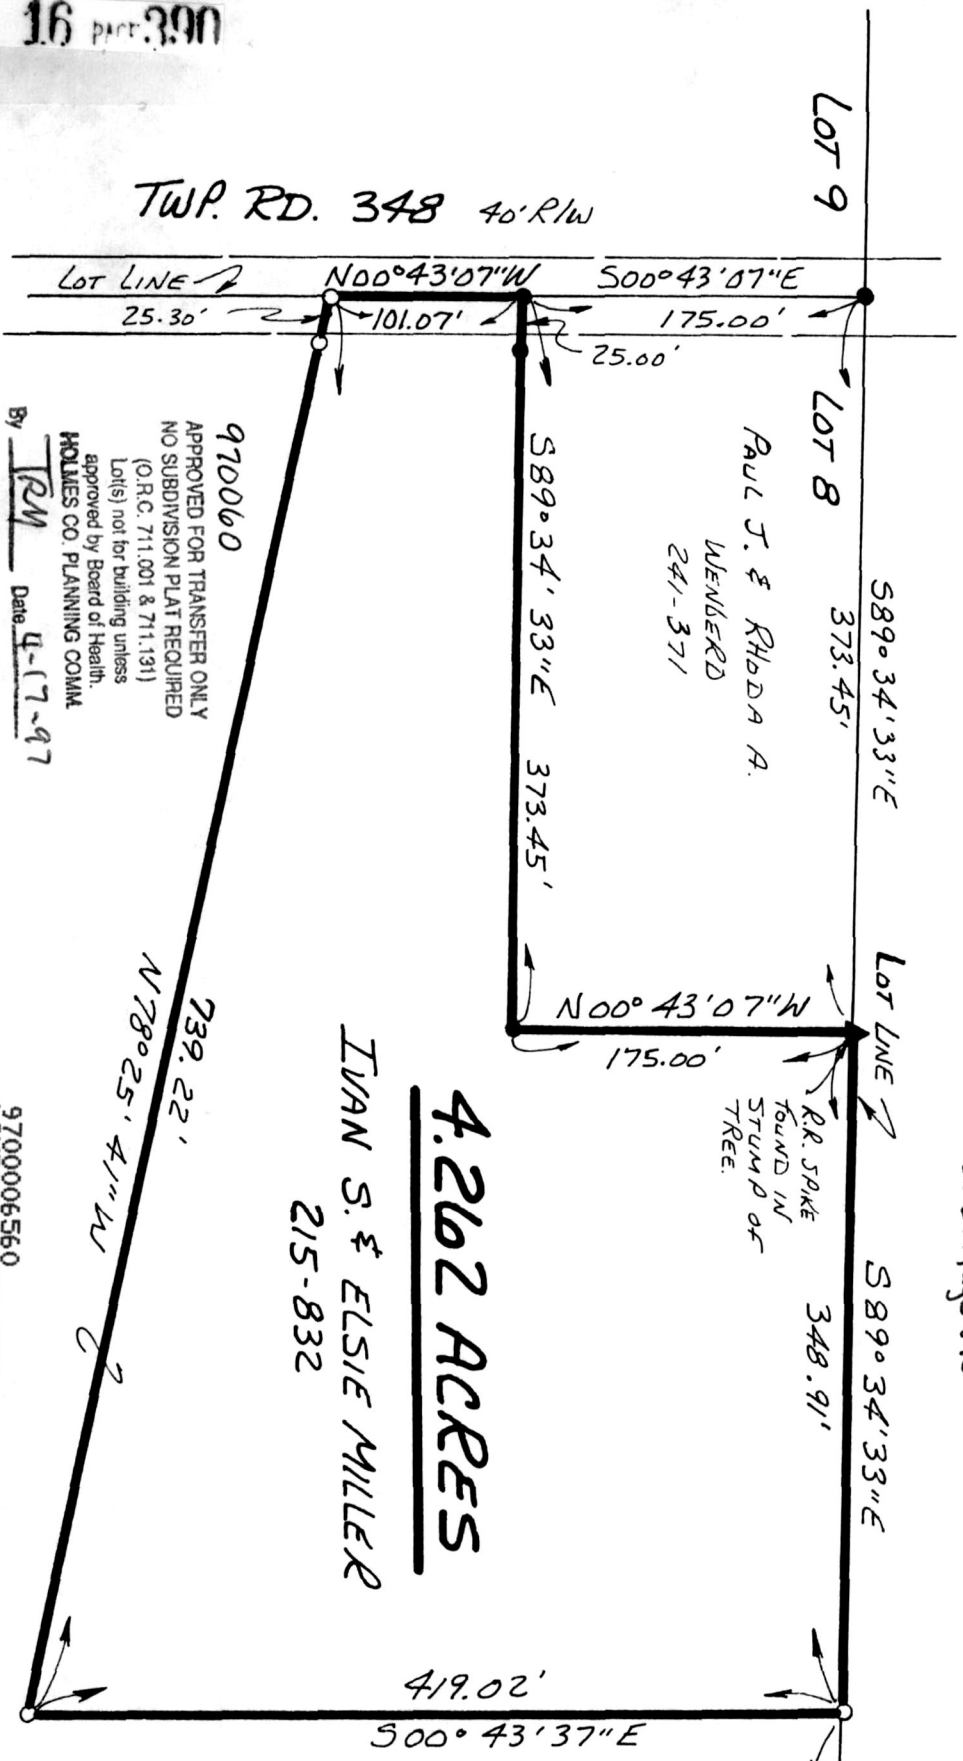 16 PAGE 390
LOT 9
TWP. RD. 348 40' R/W
LOT LINE
N00°43'07"W
S00°43'07"E
25.30'
101.07'
175.00'
25.00'
LOT 8
S89°34'33"E
373.45'
PAUL J. & RHODA A.
WENGERD
241-371
S89°34'33"E 373.45'
970060
APPROVED FOR TRANSFER ONLY
NO SUBDIVISION PLAT REQUIRED
(O.R.C. 711.001 & 711.131)
Lot(s) not for building unless
approved by Board of Health.
HOLMES CO. PLANNING COMM.
By TRM Date 4-17-97
LOT LINE
N00°43'07"W
175.00'
R.R. SPIKE
FOUND IN
STUMP OF
TREE.
S89°34'33"E
348.91'
4.262 ACRES
IVAN S. & ELSIE MILLER
215-832
739.22'
N78°25'41"W
9700006560
419.02'
S00°43'37"E